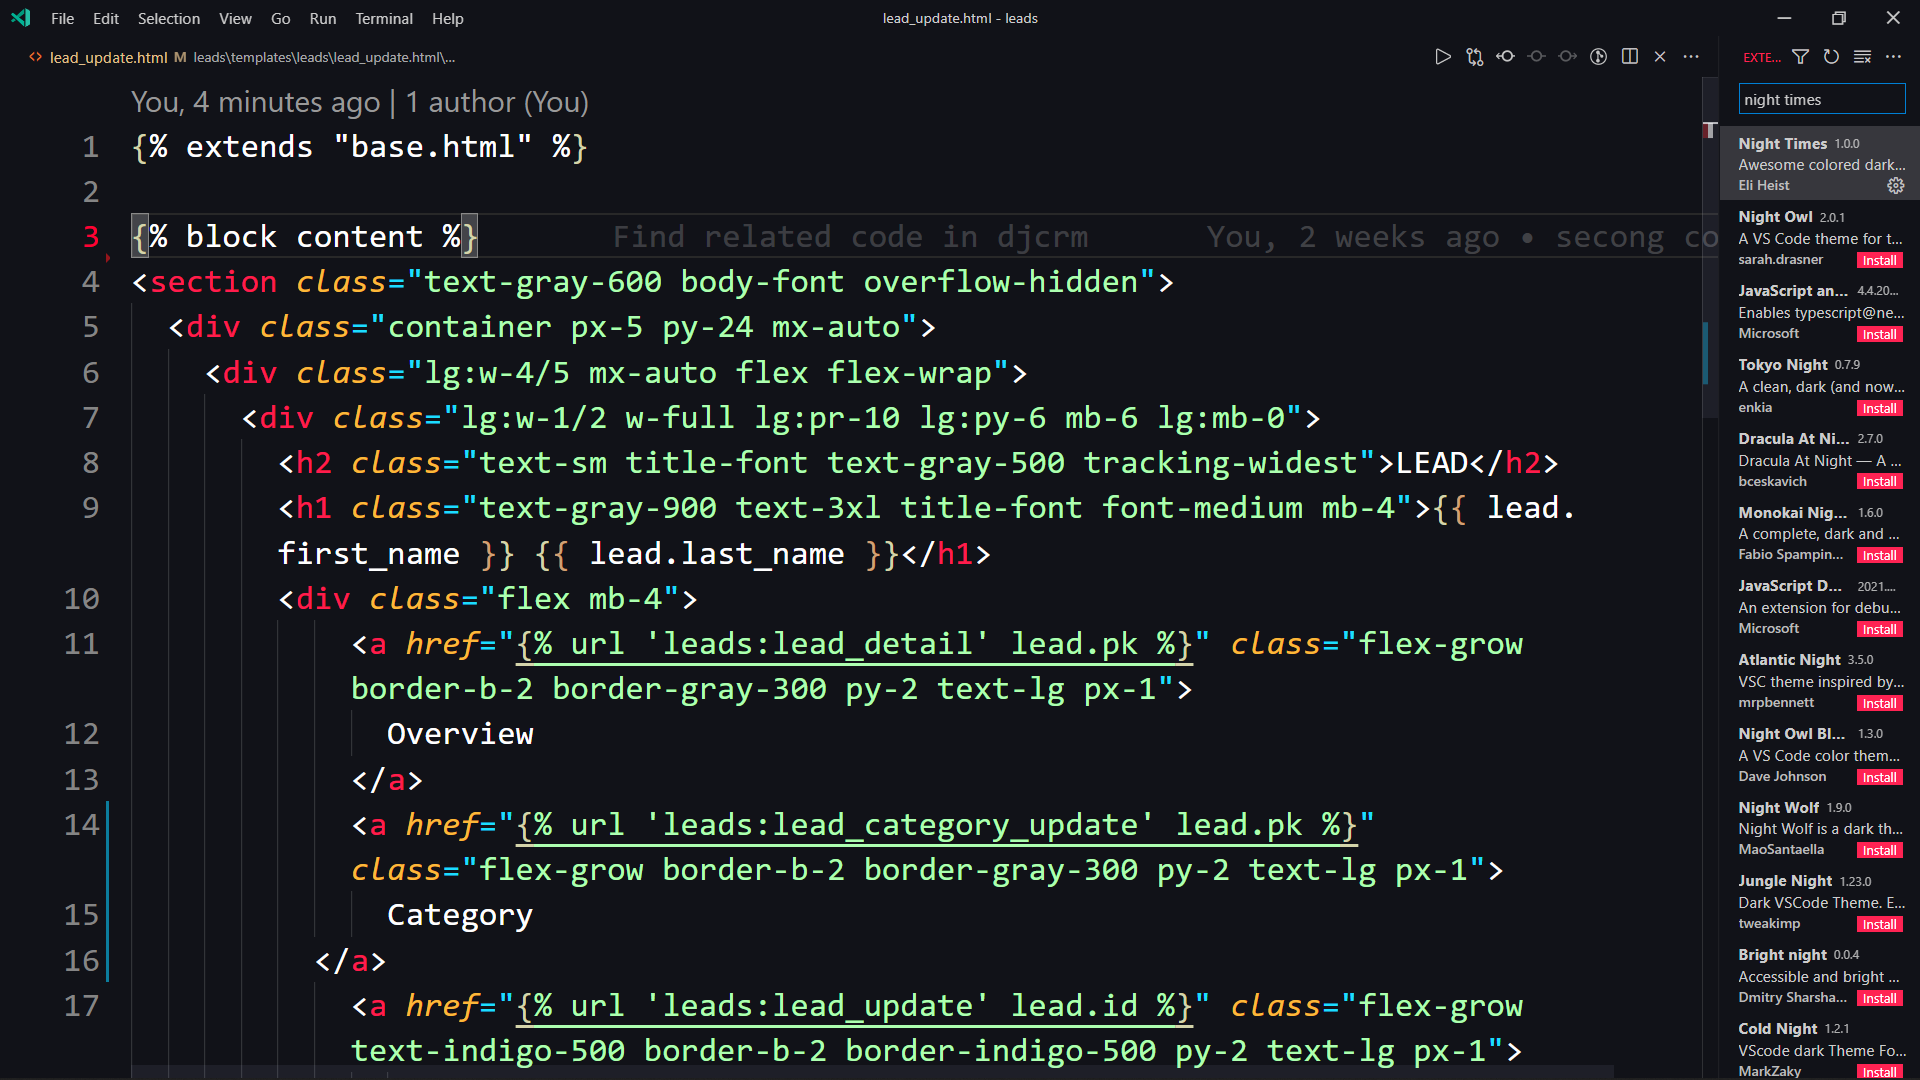 File Edit Selection View Go Run Terminal Help
lead_update.html - leads
lead_update.html M leads\templates\leads\lead_update.html\...
You, 4 minutes ago | 1 author (You)
1 {% extends "base.html" %}
2
3 {% block content %} Find related code in djcrm You, 2 weeks ago • secong co
4 <section class="text-gray-600 body-font overflow-hidden">
5 <div class="container px-5 py-24 mx-auto">
6 <div class="lg:w-4/5 mx-auto flex flex-wrap">
7 <div class="lg:w-1/2 w-full lg:pr-10 lg:py-6 mb-6 lg:mb-0">
8 <h2 class="text-sm title-font text-gray-500 tracking-widest">LEAD</h2>
9 <h1 class="text-gray-900 text-3xl title-font font-medium mb-4">{{ lead.
first_name }} {{ lead.last_name }}</h1>
10 <div class="flex mb-4">
11 <a href="{% url 'leads:lead_detail' lead.pk %}" class="flex-grow
border-b-2 border-gray-300 py-2 text-lg px-1">
12 Overview
13 </a>
14 <a href="{% url 'leads:lead_category_update' lead.pk %}"
class="flex-grow border-b-2 border-gray-300 py-2 text-lg px-1">
15 Category
16 </a>
17 <a href="{% url 'leads:lead_update' lead.id %}" class="flex-grow
text-indigo-500 border-b-2 border-indigo-500 py-2 text-lg px-1">
EXTE...
night times
Night Times 1.0.0
Awesome colored dark...
Eli Heist
Night Owl 2.0.1
A VS Code theme for t...
sarah.drasner Install
JavaScript an... 4.4.20...
Enables typescript@ne...
Microsoft Install
Tokyo Night 0.7.9
A clean, dark (and now...
enkia Install
Dracula At Ni... 2.7.0
Dracula At Night — A ...
bceskavich Install
Monokai Nig... 1.6.0
A complete, dark and ...
Fabio Spampin... Install
JavaScript D... 2021....
An extension for debu...
Microsoft Install
Atlantic Night 3.5.0
VSC theme inspired by...
mrpbennett Install
Night Owl Bl... 1.3.0
A VS Code color them...
Dave Johnson Install
Night Wolf 1.9.0
Night Wolf is a dark th...
MaoSantaella Install
Jungle Night 1.23.0
Dark VSCode Theme. E...
tweakimp Install
Bright night 0.0.4
Accessible and bright ...
Dmitry Sharsha... Install
Cold Night 1.2.1
VScode dark Theme Fo...
MarkZaky Install